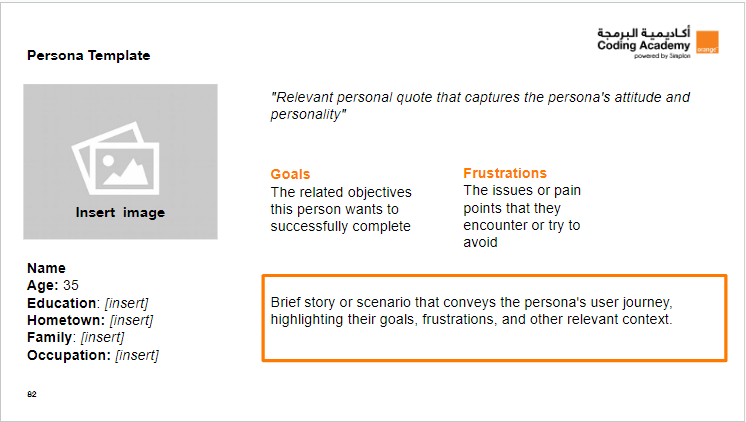 أكاديمية البرمجة
Coding Academy
powered by Simplon
orange
Persona Template
Insert image
"Relevant personal quote that captures the persona's attitude and
personality"
Goals
The related objectives
this person wants to
successfully complete
Frustrations
The issues or pain
points that they
encounter or try to
avoid
Name
Age: 35
Education: [insert]
Hometown: [insert]
Family: [insert]
Occupation: [insert]
Brief story or scenario that conveys the persona's user journey,
highlighting their goals, frustrations, and other relevant context.
82